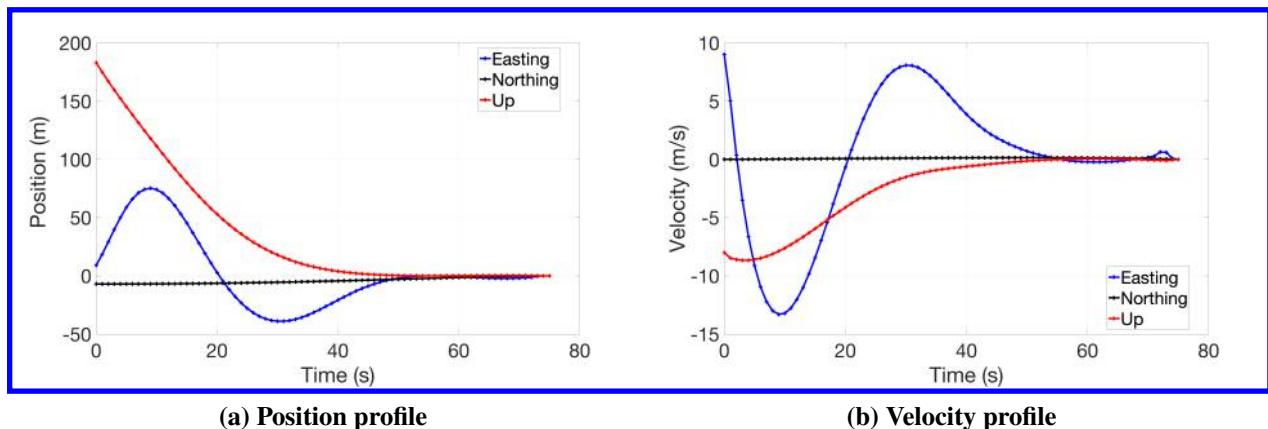 200
150
100
50
0
-50
0 20 40 60 80
Position (m)
Time (s)
Easting
Northing
Up
10
5
0
-5
-10
-15
0 20 40 60 80
Velocity (m/s)
Time (s)
Easting
Northing
Up
(a) Position profile
(b) Velocity profile